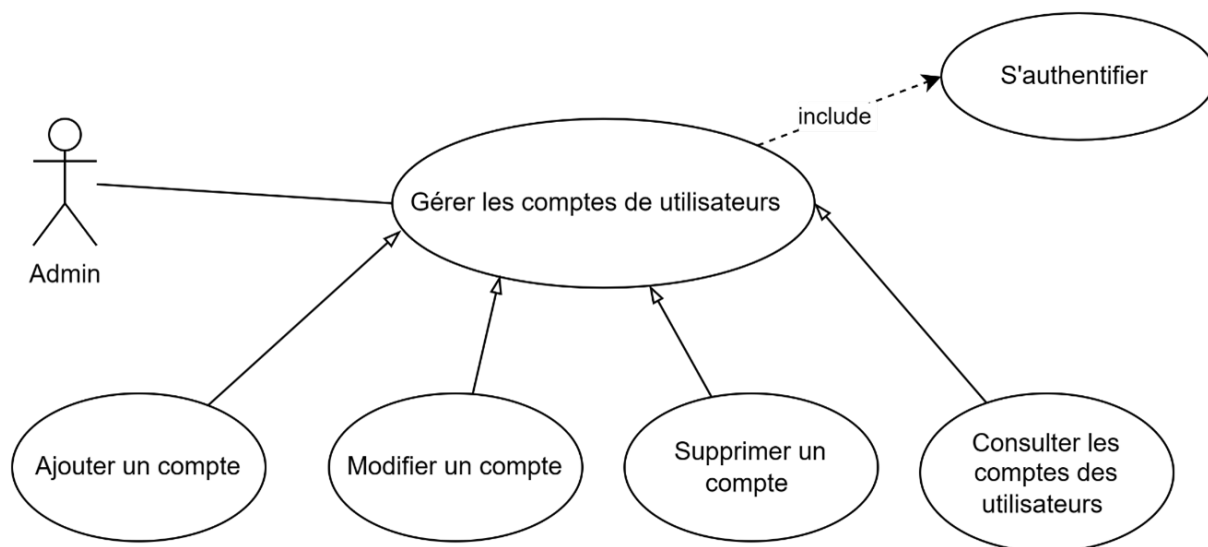 S'authentifier
include
Gérer les comptes de utilisateurs
Admin
Ajouter un compte
Modifier un compte
Supprimer un
compte
Consulter les
comptes des
utilisateurs